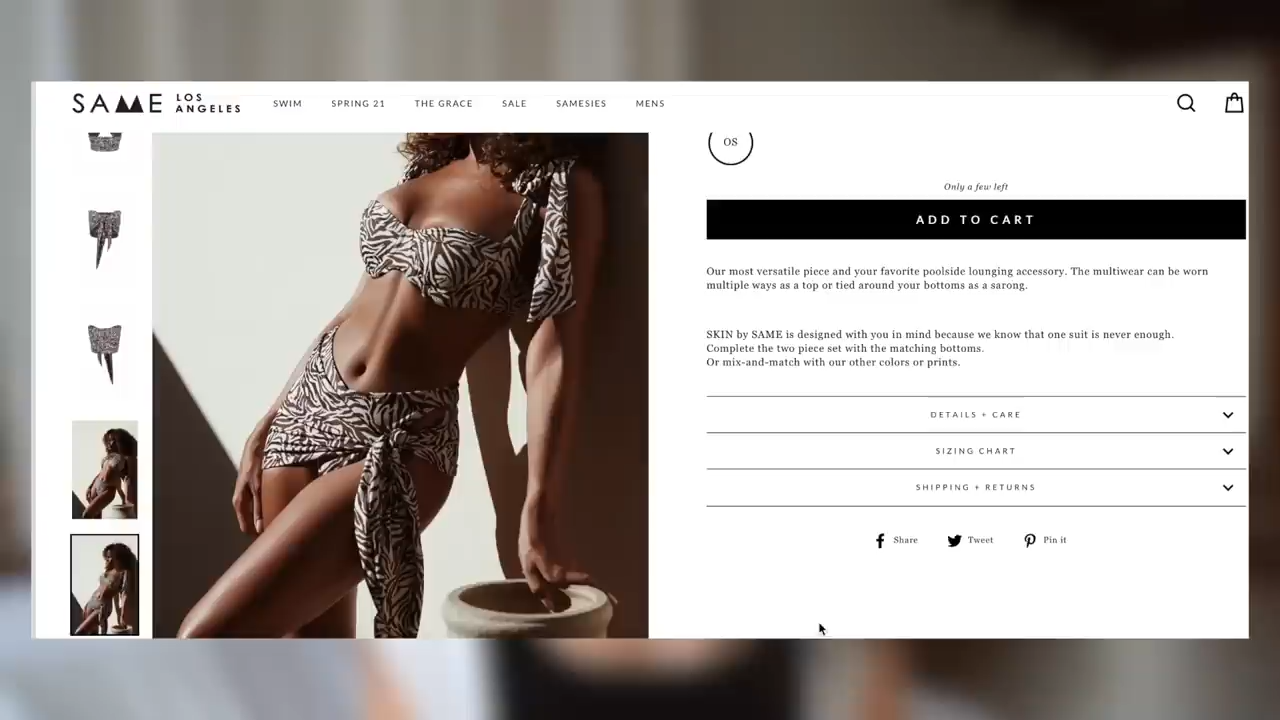 SAME LOS ANGELES SWIM SPRING 21 THE GRACE SALE SAMESIES MENS
OS
Only a few left
ADD TO CART
Our most versatile piece and your favorite poolside lounging accessory. The multiwear can be worn
multiple ways as a top or tied around your bottoms as a sarong.
SKIN by SAME is designed with you in mind because we know that one suit is never enough.
Complete the two piece set with the matching bottoms.
Or mix-and-match with our other colors or prints.
DETAILS + CARE
SIZING CHART
SHIPPING + RETURNS
Share Tweet Pin it